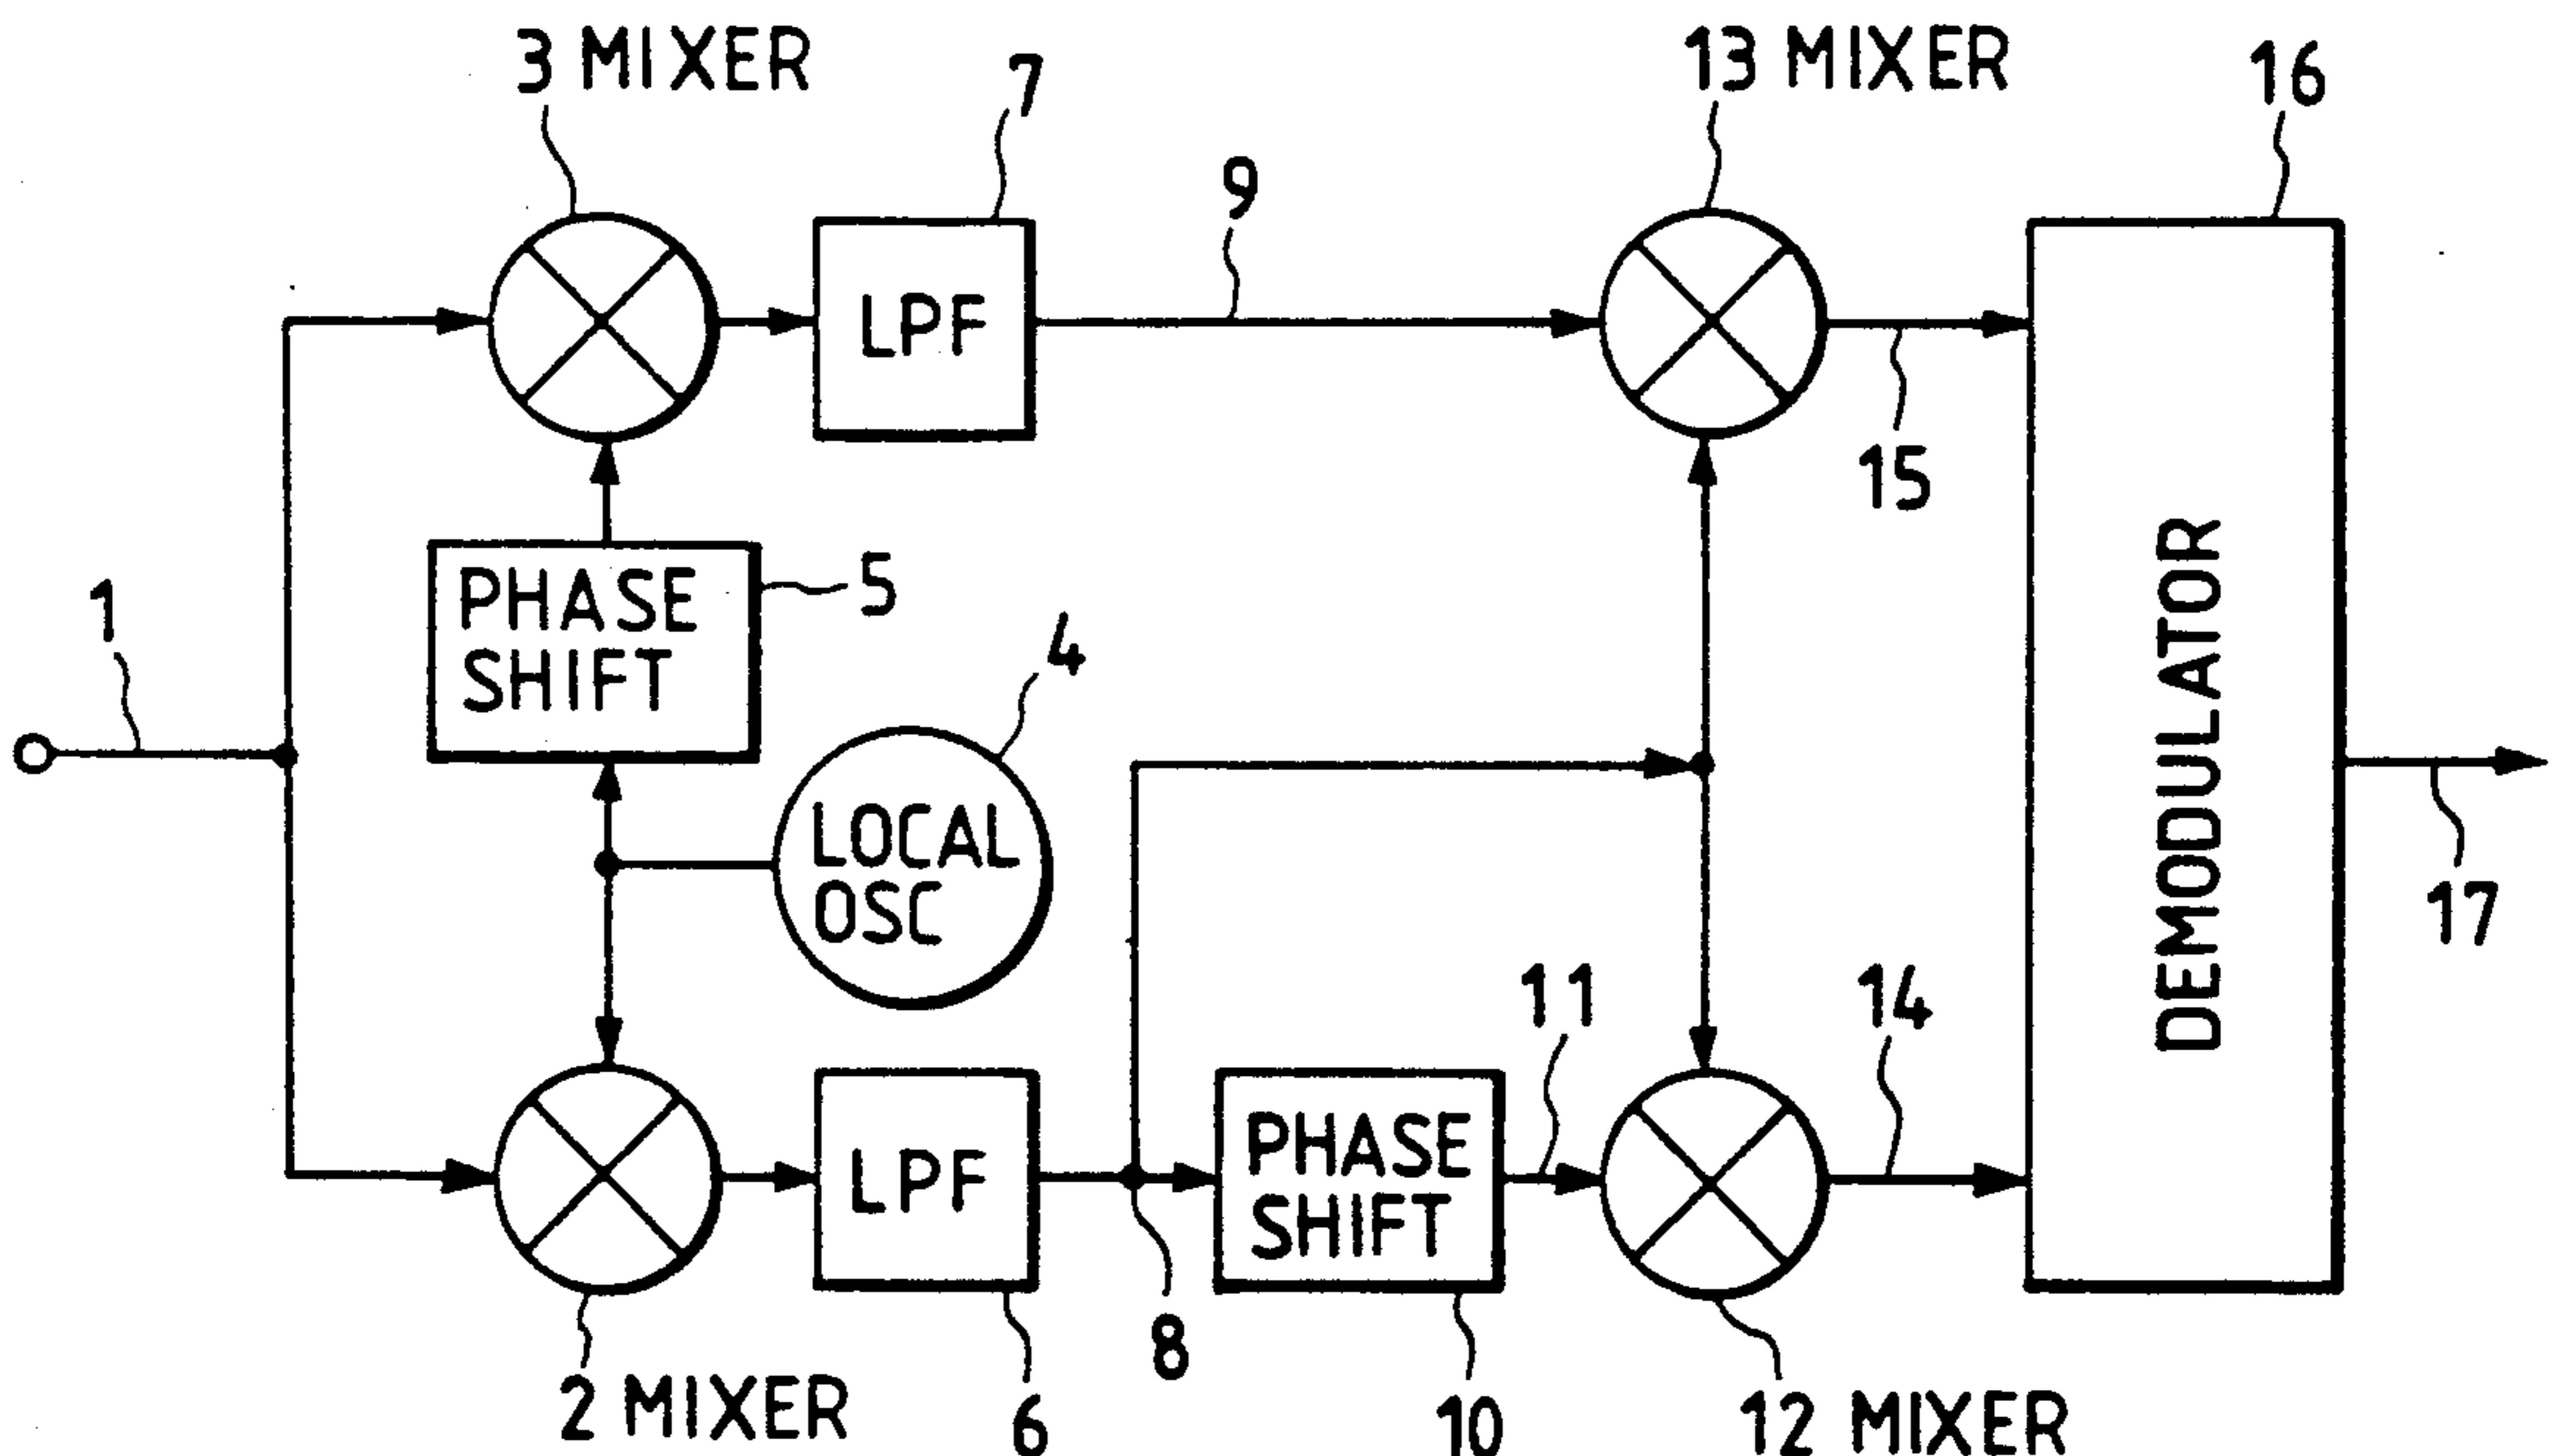 3 MIXER
7
9
13 MIXER
16
LPF
15
1
PHASE
SHIFT
5
4
LOCAL
OSC
DEMODULATOR
17
11
14
LPF
PHASE
SHIFT
8
2 MIXER
6
10
12 MIXER